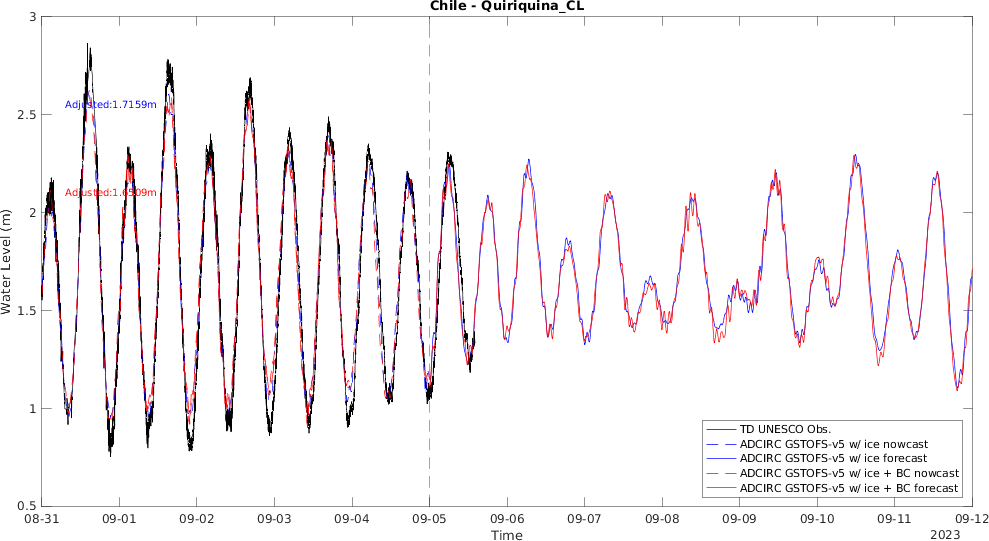 Chile - Quiriquina_CL
3
2.5
2
1.5
1
0.5
Water Level (m)
Adjusted:1.7159m
Adjusted:1.6509m
TD UNESCO Obs.
ADCIRC GSTOFS-v5 w/ ice nowcast
ADCIRC GSTOFS-v5 w/ ice forecast
ADCIRC GSTOFS-v5 w/ ice + BC nowcast
ADCIRC GSTOFS-v5 w/ ice + BC forecast
08-31 09-01 09-02 09-03 09-04 09-05 09-06 09-07 09-08 09-09 09-10 09-11 09-12
Time
2023